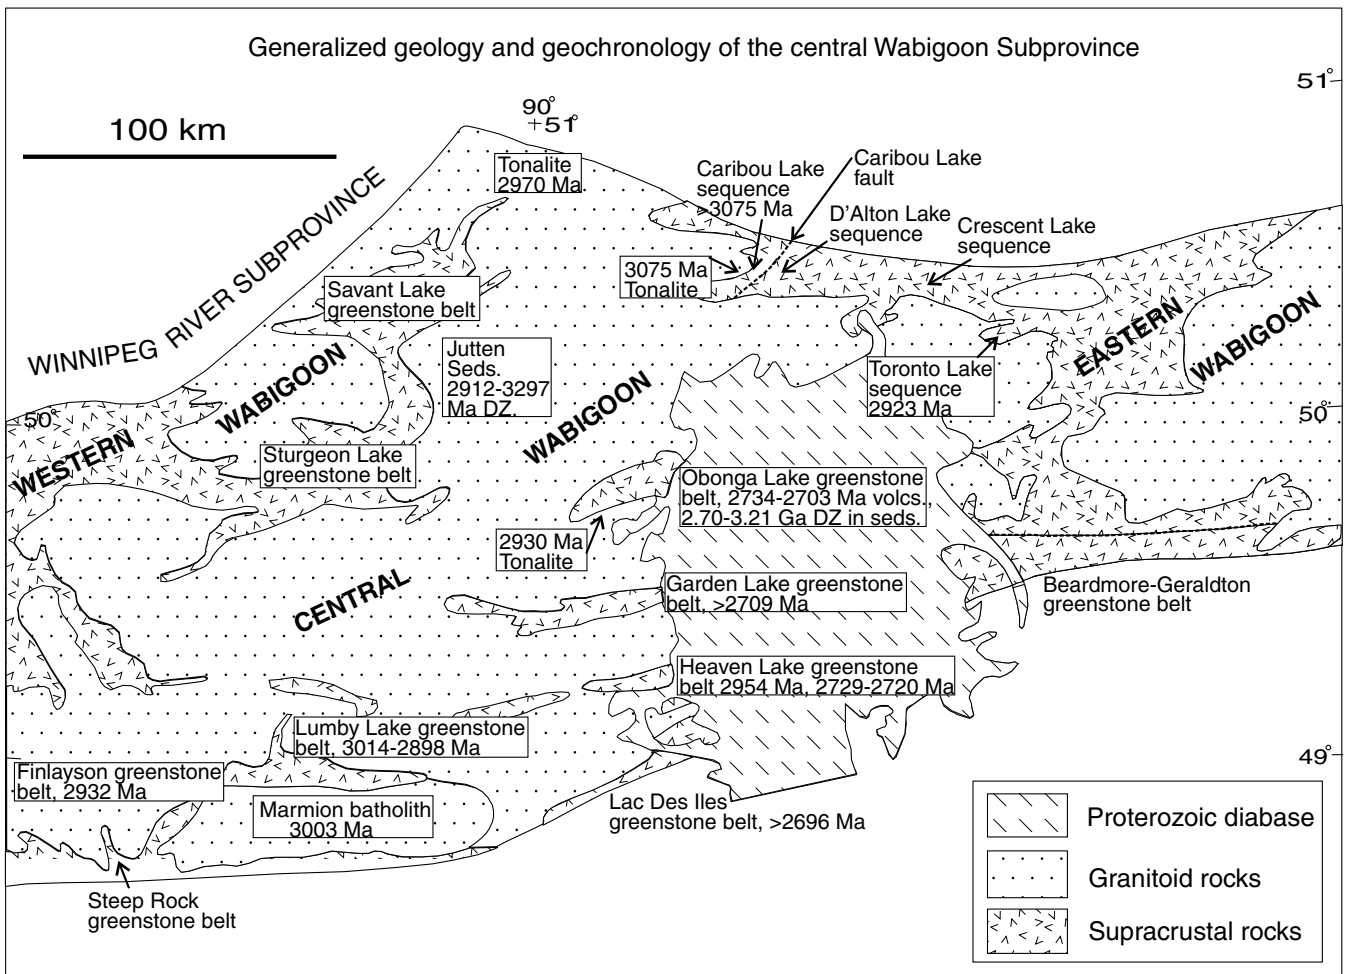 Generalized geology and geochronology of the central Wabigoon Subprovince
51°
90°
+51°
100 km
Tonalite
2970 Ma
Caribou Lake
sequence
>3075 Ma
Caribou Lake
fault
D'Alton Lake
sequence
Crescent Lake
sequence
3075 Ma
Tonalite
WINNIPEG RIVER SUBPROVINCE
Savant Lake
greenstone belt
WABIGOON
Jutten
Seds.
2912-3297
Ma DZ.
WABIGOON
Toronto Lake
sequence
2923 Ma
EASTERN
WABIGOON
50°
50°
WESTERN
Sturgeon Lake
greenstone belt
Obonga Lake greenstone
belt, 2734-2703 Ma volcs.,
2.70-3.21 Ga DZ in seds.
2930 Ma
Tonalite
CENTRAL
Garden Lake greenstone
belt, >2709 Ma
Beardmore-Geraldton
greenstone belt
Heaven Lake greenstone
belt 2954 Ma, 2729-2720 Ma
Lumby Lake greenstone
belt, 3014-2898 Ma
49°
Finlayson greenstone
belt, 2932 Ma
Marmion batholith
3003 Ma
Lac Des Iles
greenstone belt, >2696 Ma
Steep Rock
greenstone belt
Proterozoic diabase
Granitoid rocks
Supracrustal rocks